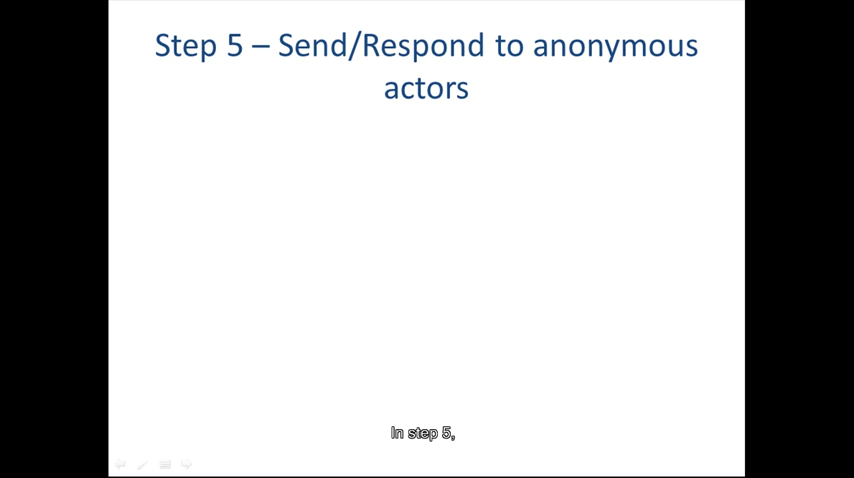 Step 5 – Send/Respond to anonymous
actors
In step 5,